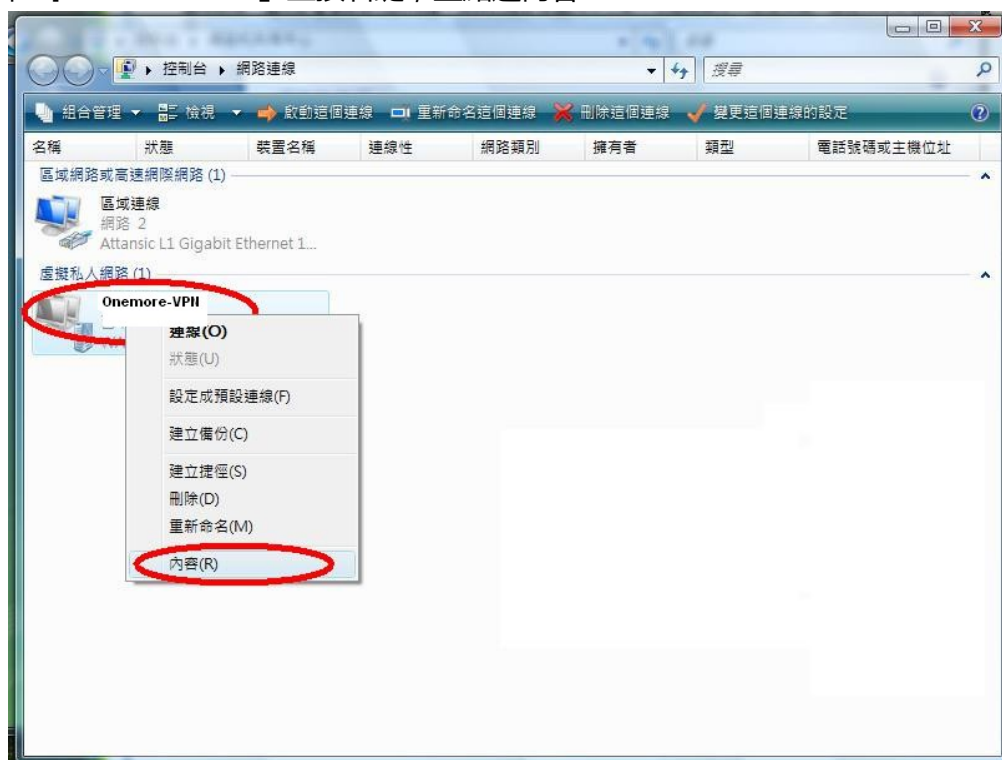 控制台 ▸ 網路連線
搜尋
組合管理 檢視 啟動這個連線 重新命名這個連線 刪除這個連線 變更這個連線的設定
名稱 狀態 裝置名稱 連線性 網路類別 擁有者 類型 電話號碼或主機位址
區域網路或高速網際網路 (1)
區域連線
網路 2
Attansic L1 Gigabit Ethernet 1...
虛擬私人網路 (1)
Onemore-VPN
連線(O)
狀態(U)
設定成預設連線(F)
建立備份(C)
建立捷徑(S)
刪除(D)
重新命名(M)
內容(R)